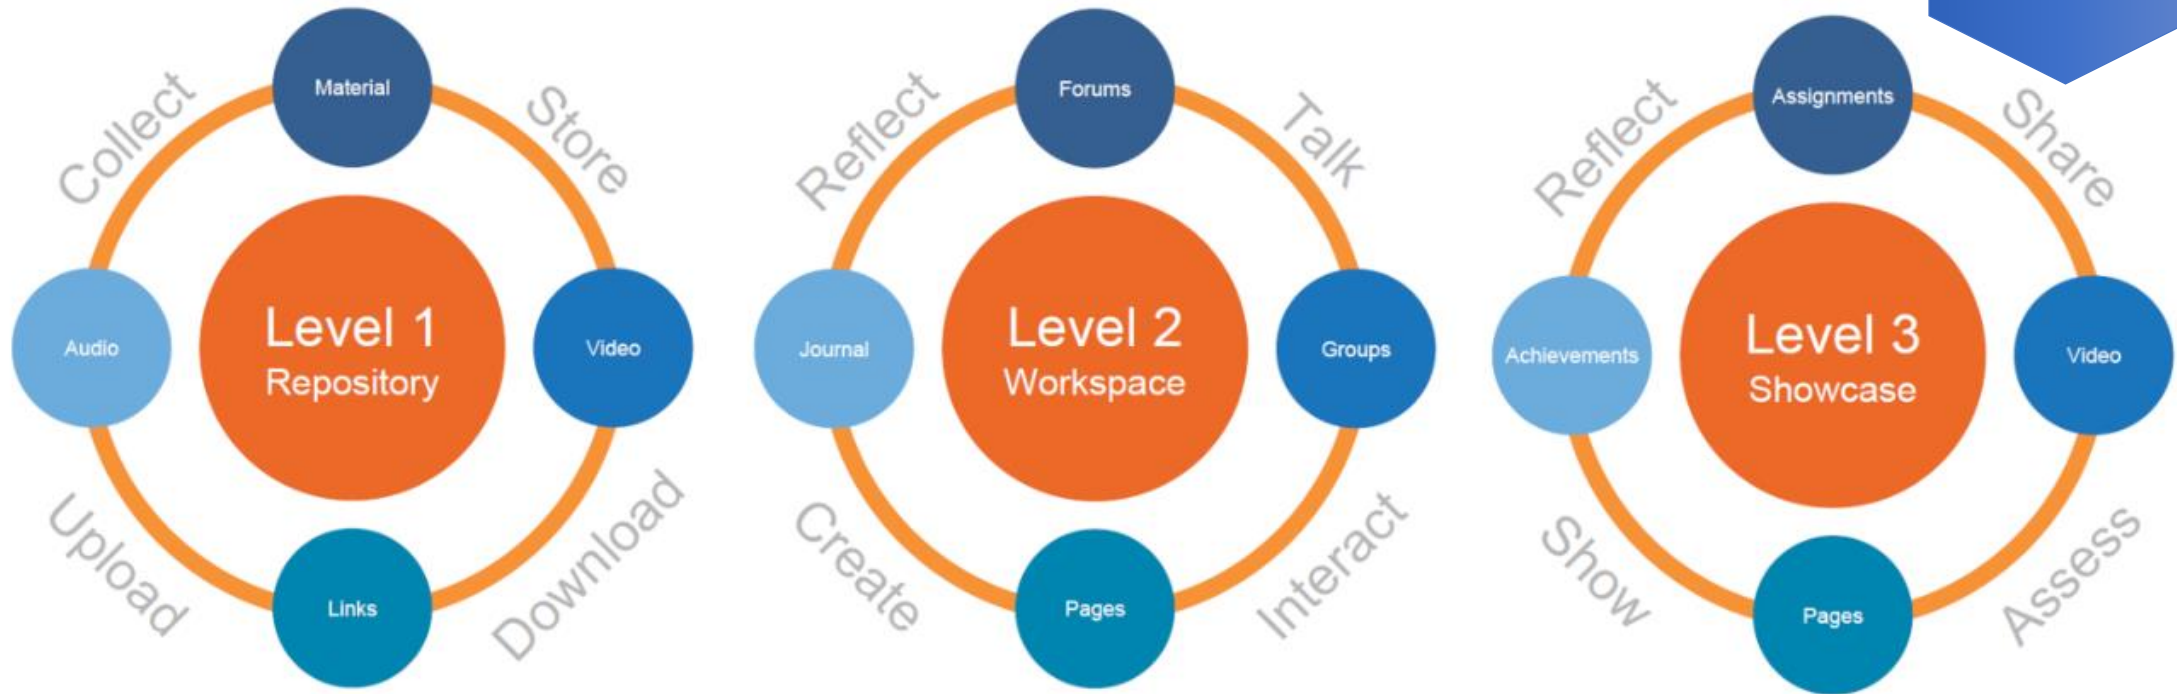 Collect
Material
Store
Audio
Level 1
Repository
Video
Upload
Links
Download
Reflect
Forums
Talk
Journal
Level 2
Workspace
Groups
Create
Pages
Interact
Reflect
Assignments
Share
Achievements
Level 3
Showcase
Video
Show
Pages
Assess